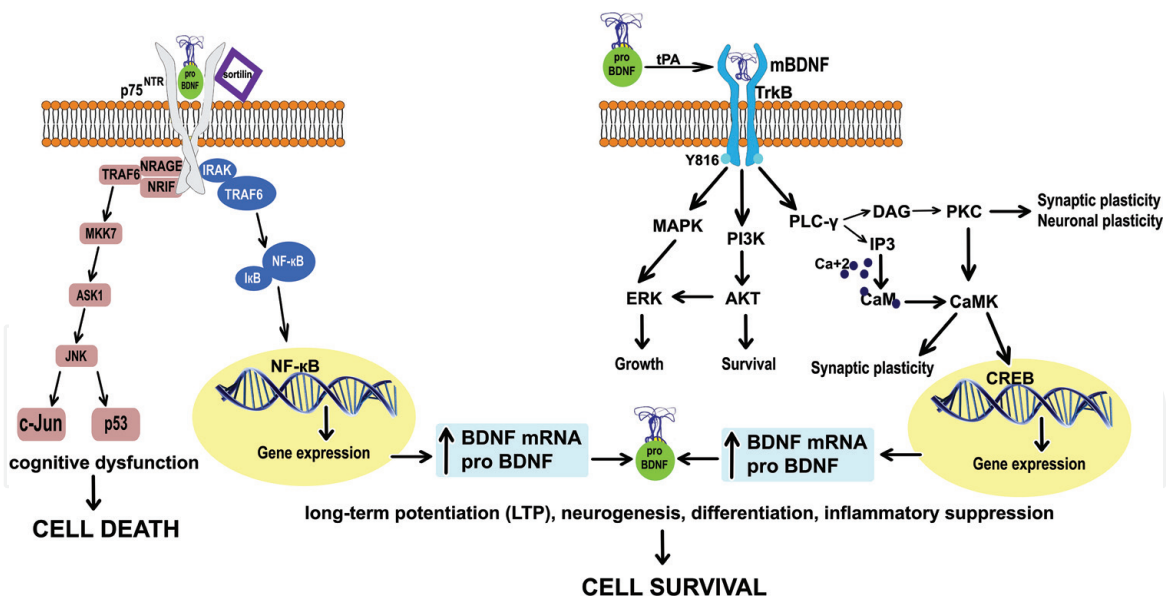 pro
BDNF
sortilin
p75NTR
NRAGE
TRAF6
NRIF
IRAK
TRAF6
MKK7
NF-κB
IκB
ASK1
JNK
c-Jun
p53
cognitive dysfunction
CELL DEATH
NF-κB
Gene expression
BDNF mRNA
pro BDNF
pro
BDNF
tPA
mBDNF
TrkB
Y816
MAPK
PI3K
PLC-γ
DAG
PKC
Synaptic plasticity
Neuronal plasticity
IP3
Ca+2
ERK
AKT
CaM
CaMK
Growth
Survival
Synaptic plasticity
CREB
Gene expression
pro
BDNF
BDNF mRNA
pro BDNF
long-term potentiation (LTP), neurogenesis, differentiation, inflammatory suppression
CELL SURVIVAL